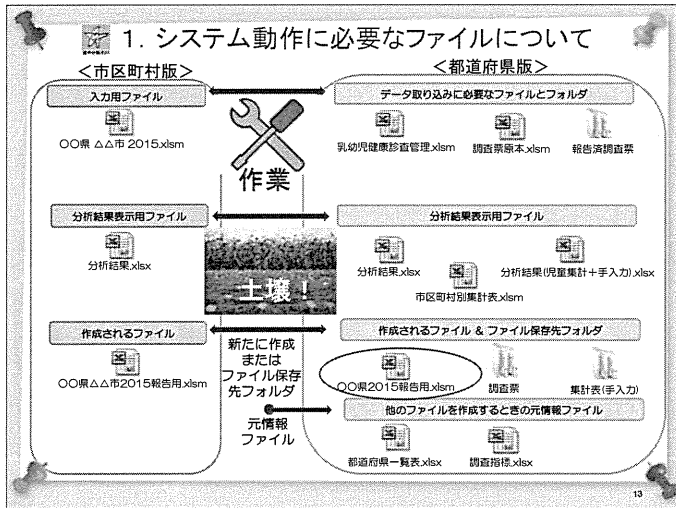 1. システム動作に必要なファイルについて
＜市区町村版＞
＜都道府県版＞
入力用ファイル
〇〇県 △△市 2015.xlsm
作業
データ取り込みに必要なファイルとフォルダ
乳幼児健康診査管理.xlsm
調査票原本.xlsm
報告済調査票
分析結果表示用ファイル
分析結果.xlsx
土壌！
分析結果表示用ファイル
分析結果.xlsx
分析結果(児童集計＋手入力).xlsx
市区町村別集計表.xlsm
作成されるファイル
〇〇県△△市2015報告用.xlsm
新たに作成
または
ファイル保存
先フォルダ
元情報
ファイル
作成されるファイル & ファイル保存先フォルダ
〇〇県2015報告用.xlsm
調査票
集計表(手入力)
他のファイルを作成するときの元情報ファイル
都道府県一覧表.xlsx
調査指標.xlsx
13